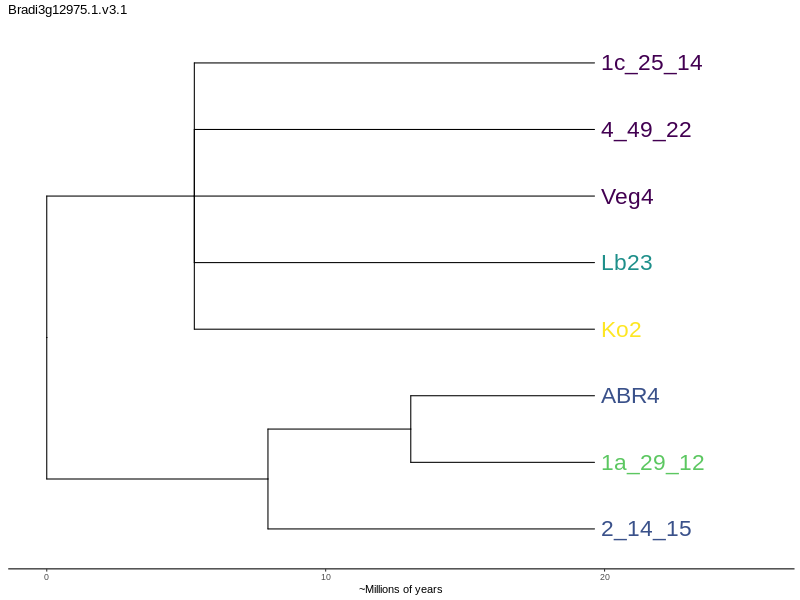 Bradi3g12975.1.v3.1
1c_25_14
4_49_22
Veg4
Lb23
Ko2
ABR4
1a_29_12
2_14_15
0 10 20
~Millions of years